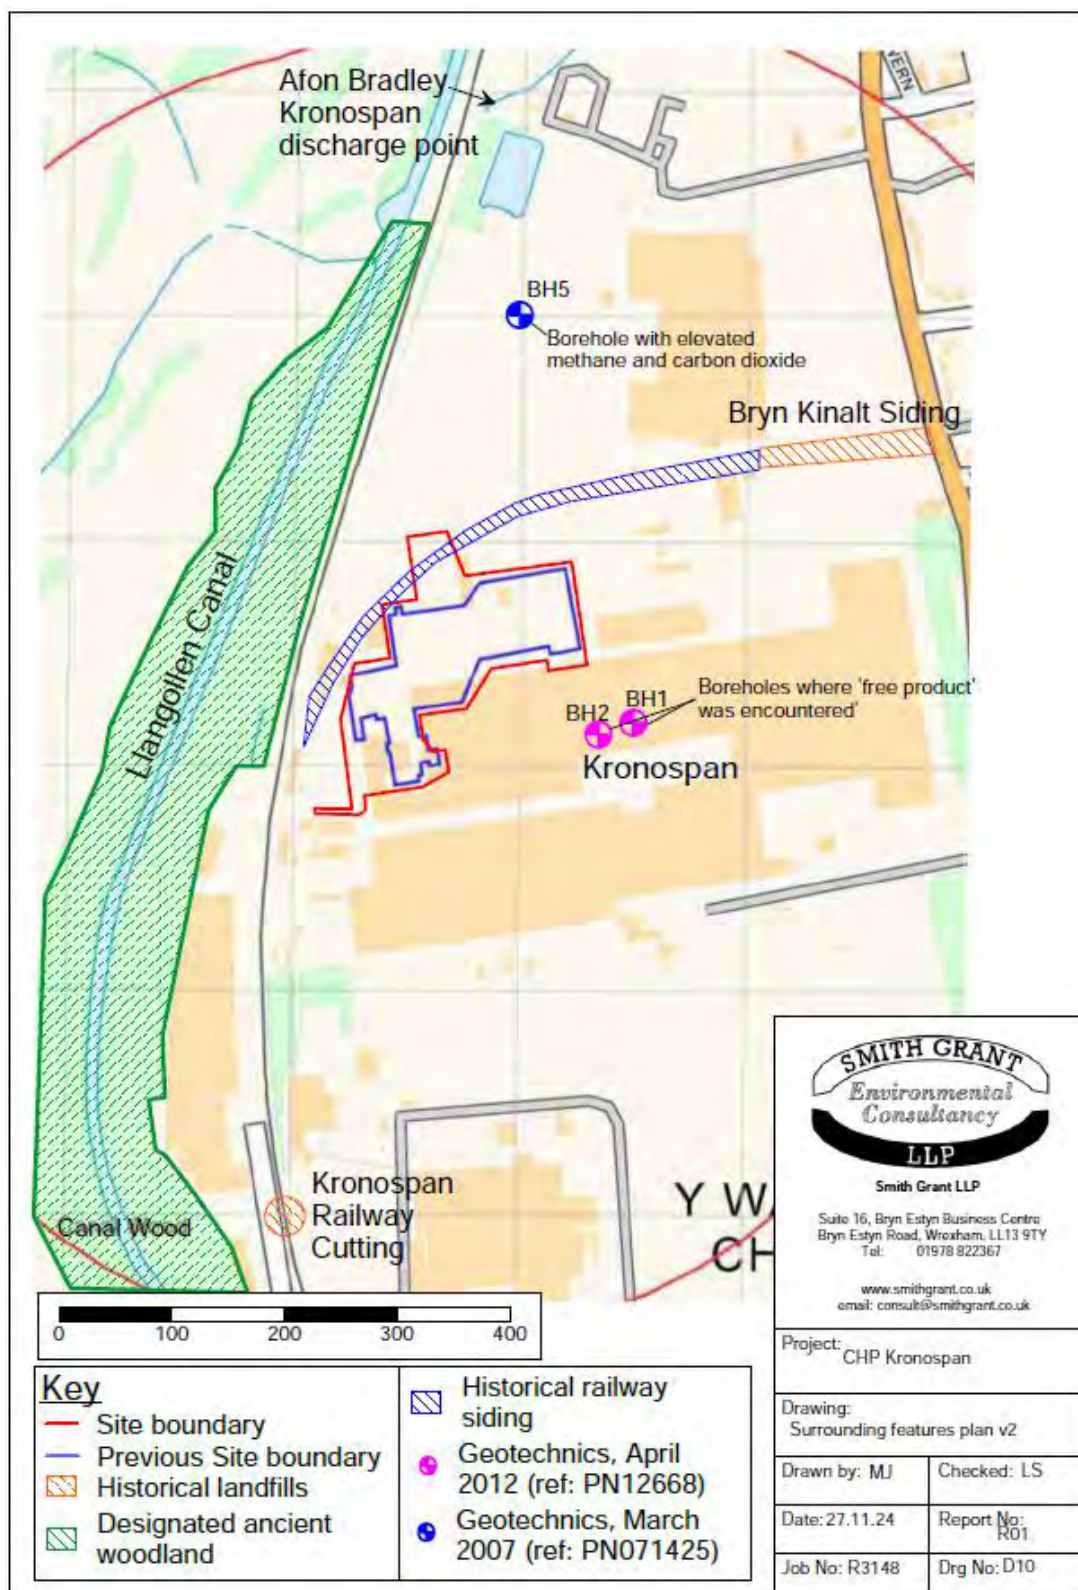 Afon Bradley
Kronospan
discharge point
VERN
BH5
Borehole with elevated
methane and carbon dioxide
Bryn Kinalt Siding
Llangollen Canal
Boreholes where 'free product'
was encountered'
BH1
BH2
Kronospan
Kronospan
Railway
Cutting
Canal Wood
Y WA
CH
0 100 200 300 400
Key
Site boundary
Previous Site boundary
Historical landfills
Designated ancient
woodland
Historical railway
siding
Geotechnics, April
2012 (ref: PN12668)
Geotechnics, March
2007 (ref: PN071425)
SMITH GRANT
Environmental
Consultancy
LLP
Smith Grant LLP
Suite 16, Bryn Estyn Business Centre
Bryn Estyn Road, Wrexham, LL13 9TY
Tel: 01978 822367
www.smithgrant.co.uk
email: consult@smithgrant.co.uk
Project: CHP Kronospan
Drawing:
Surrounding features plan v2
Drawn by: MJ
Checked: LS
Date: 27.11.24
Report No:
R01
Job No: R3148
Drg No: D10